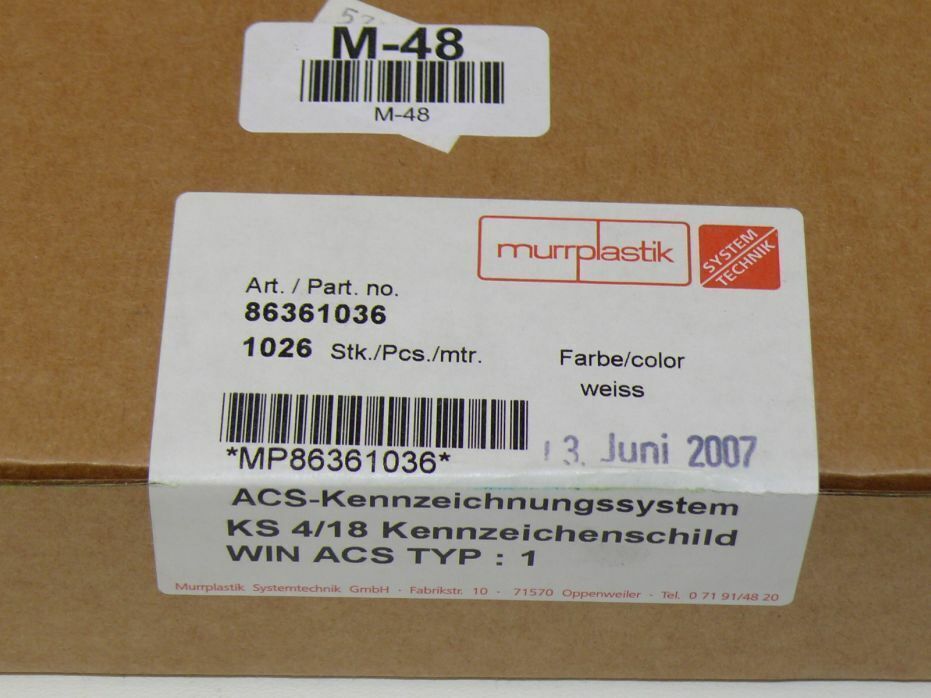 M-48
M-48
murrplastik
SYSTEM
TECHNIK
Art. / Part. no.
86361036
1026 Stk./Pcs./mtr.
Farbe/color
weiss
*MP86361036*
3. Juni 2007
ACS-Kennzeichnungssystem
KS 4/18 Kennzeichenschild
WIN ACS TYP : 1
Murrplastik Systemtechnik GmbH · Fabrikstr. 10 · 71570 Oppenweiler · Tel. 0 71 91/48 20